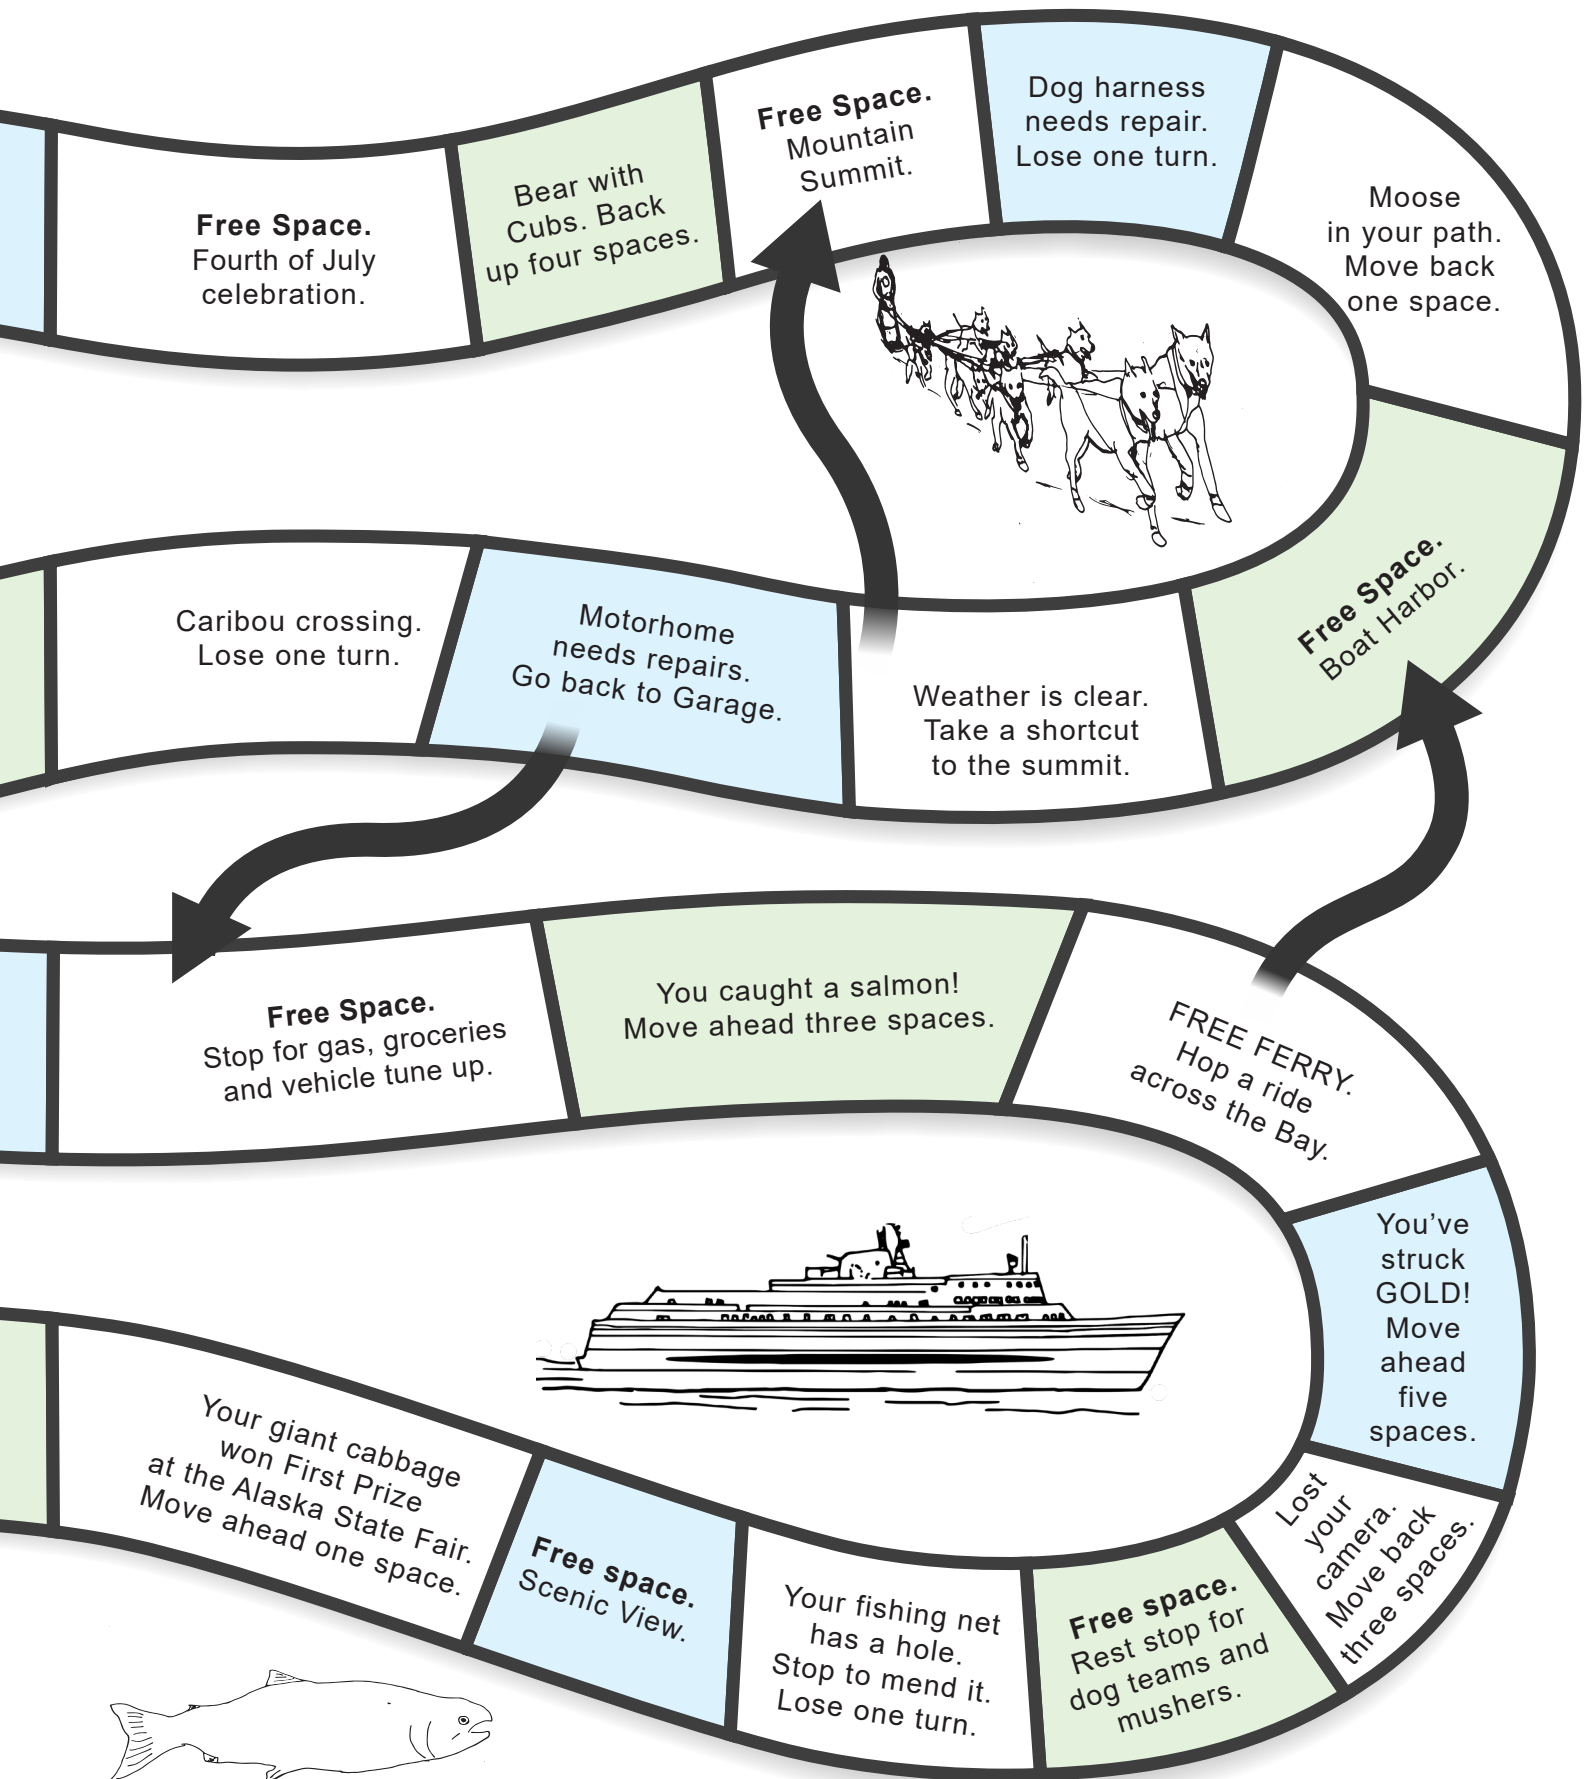 Free Space.
Fourth of July
celebration.
Bear with
Cubs. Back
up four spaces.
Free Space.
Mountain
Summit.
Dog harness
needs repair.
Lose one turn.
Moose
in your path.
Move back
one space.
Free Space.
Boat Harbor.
Weather is clear.
Take a shortcut
to the summit.
Motorhome
needs repairs.
Go back to Garage.
Caribou crossing.
Lose one turn.
Free Space.
Stop for gas, groceries
and vehicle tune up.
You caught a salmon!
Move ahead three spaces.
FREE FERRY.
Hop a ride
across the Bay.
You’ve
struck
GOLD!
Move
ahead
five
spaces.
Lost
your
camera.
Move back
three spaces.
Free space.
Rest stop for
dog teams and
mushers.
Your fishing net
has a hole.
Stop to mend it.
Lose one turn.
Free space.
Scenic View.
Your giant cabbage
won First Prize
at the Alaska State Fair.
Move ahead one space.